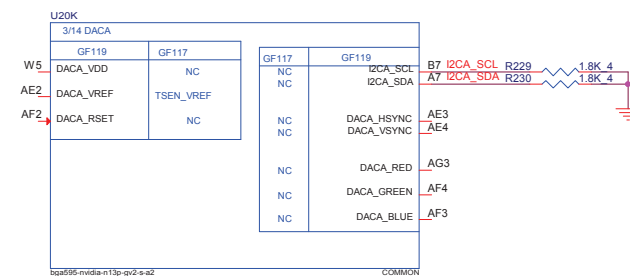 U20K
3/14 DACA
GF119 GF117
W5 DACA_VDD NC
AE2 DACA_VREF TSEN_VREF
AF2 DACA_RSET NC
GF117 GF119
NC I2CA_SCL B7 I2CA_SCL R229 1.8K_4
NC I2CA_SDA A7 I2CA_SDA R230 1.8K_4
NC DACA_HSYNC AE3
NC DACA_VSYNC AE4
NC DACA_RED AG3
NC DACA_GREEN AF4
NC DACA_BLUE AF3
bga595-nvidia-n13p-gv2-s-a2 COMMON